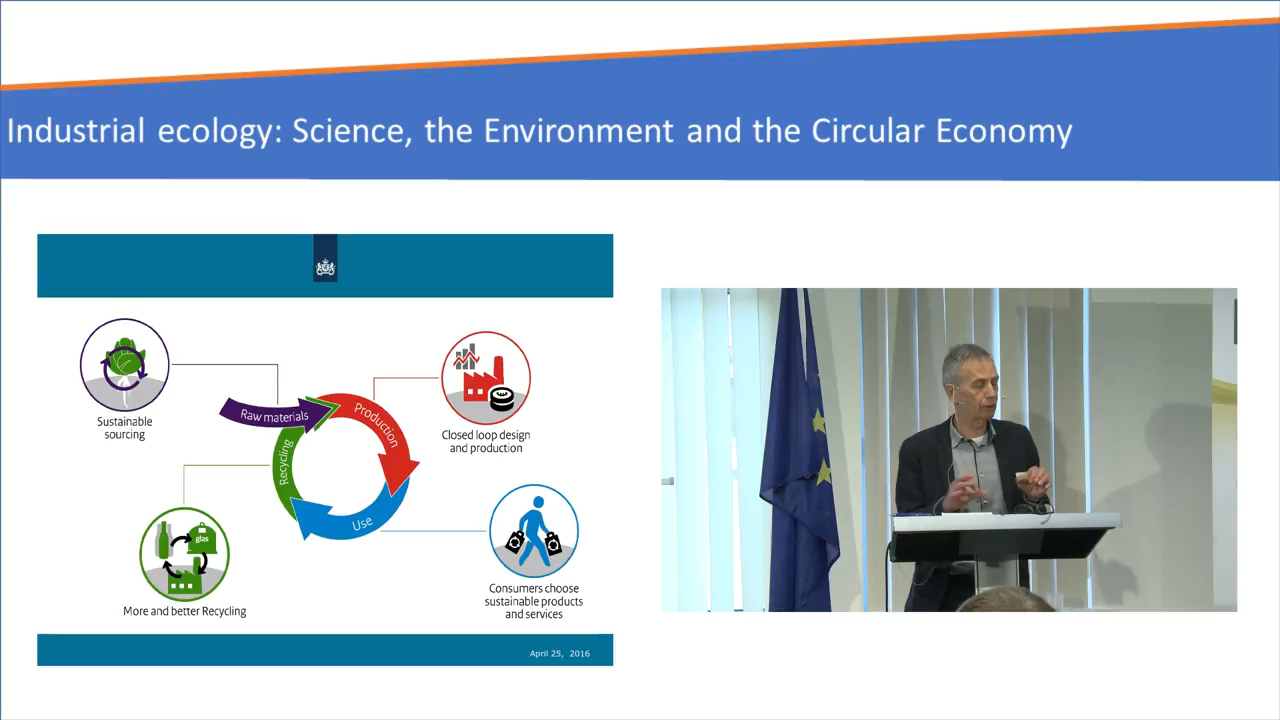 Industrial ecology: Science, the Environment and the Circular Economy
Sustainable
sourcing
Raw materials
Production
Closed loop design
and production
Recycling
Use
glas
More and better Recycling
Consumers choose
sustainable products
and services
April 25, 2016